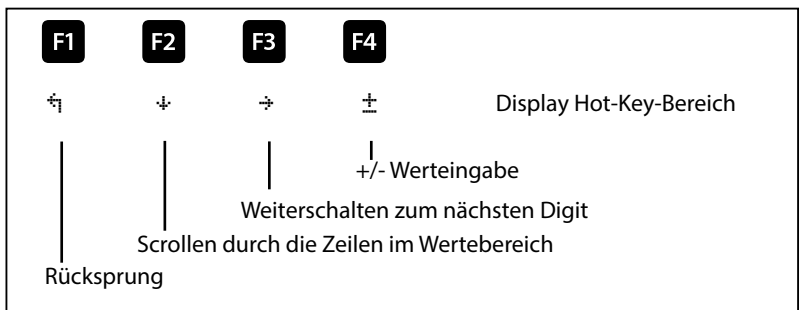 F1 F2 F3 F4
Display Hot-Key-Bereich
+/- Werteingabe
Weiterschalten zum nächsten Digit
Scrollen durch die Zeilen im Wertebereich
Rücksprung